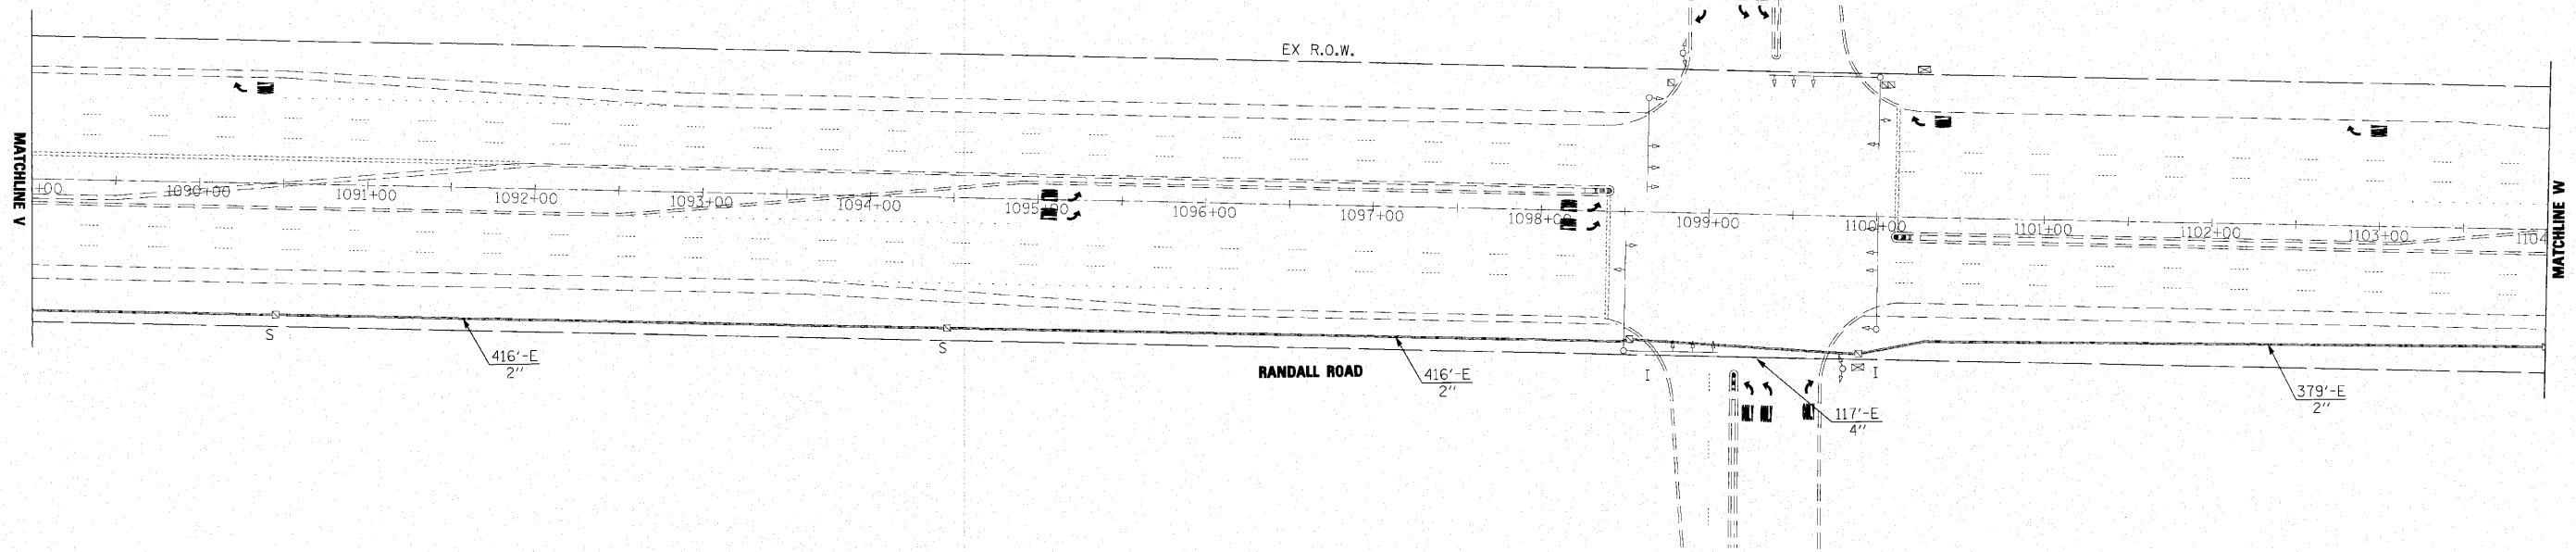 EX R.O.W.
MATCHLINE V
MATCHLINE W
+00
1090+00
1091+00
1092+00
1093+00
1094+00
1095+00
1096+00
1097+00
1098+00
1099+00
1100+00
1101+00
1102+00
1103+00
1104
S
416'-E
2"
S
RANDALL ROAD
416'-E
2"
I
117'-E
4"
I
379'-E
2"